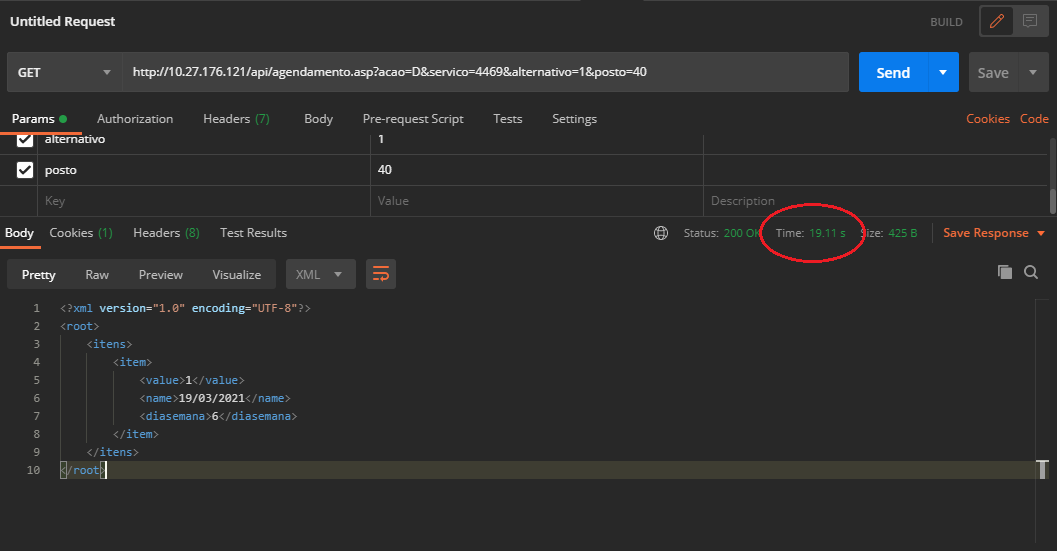 Untitled Request BUILD
GET http://10.27.176.121/api/agendamento.asp?acao=D&servico=4469&alternativo=1&posto=40 Send Save
Params Authorization Headers (7) Body Pre-request Script Tests Settings Cookies Code
alternativo 1
posto 40
Key Value Description
Body Cookies (1) Headers (8) Test Results Status: 200 OK Time: 19.11 s Size: 425 B Save Response
Pretty Raw Preview Visualize XML
1 <?xml version="1.0" encoding="UTF-8"?>
2 <root>
3 <itens>
4 <item>
5 <value>1</value>
6 <name>19/03/2021</name>
7 <diasemana>6</diasemana>
8 </item>
9 </itens>
10 </root>